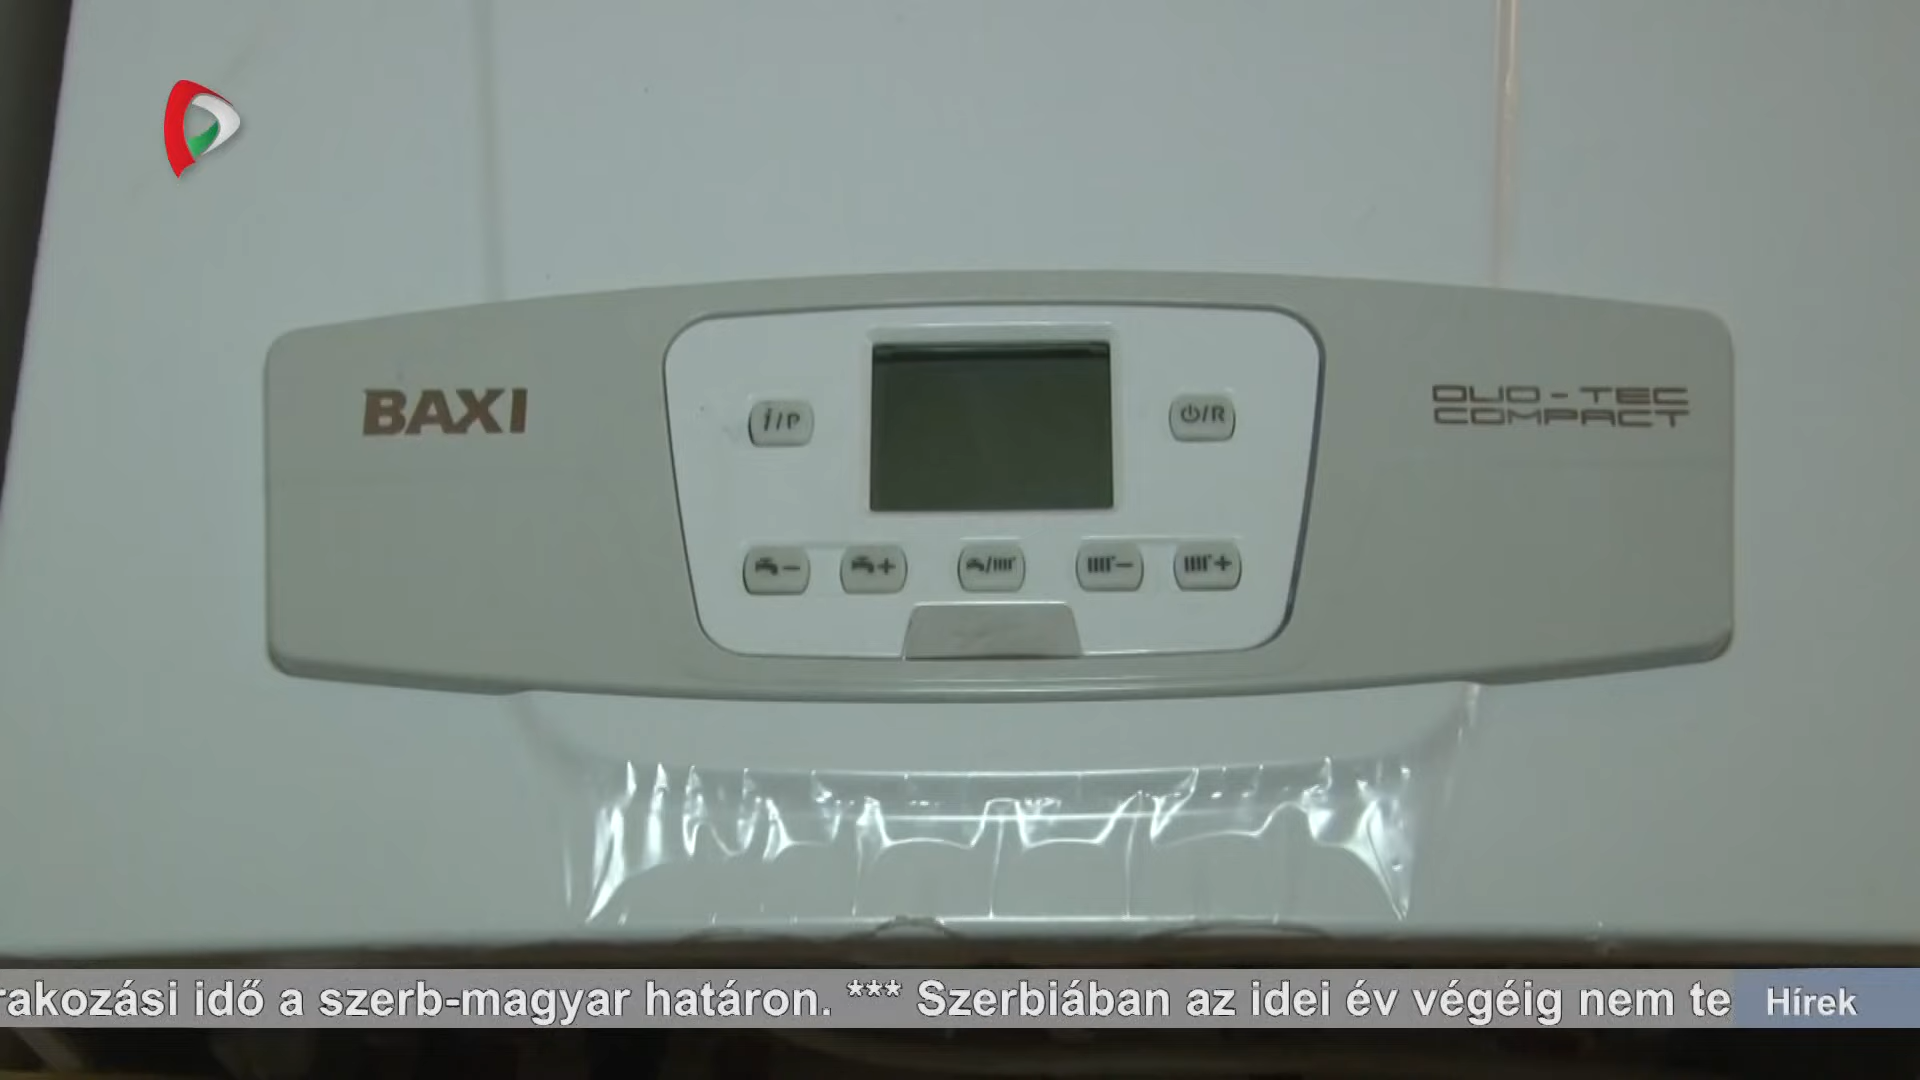 BAXI
i/P
⏻/R
DUO-TEC
COMPACT
-
+
/
-
+
rakozási idő a szerb-magyar határon. *** Szerbiában az idei év végéig nem te
Hírek